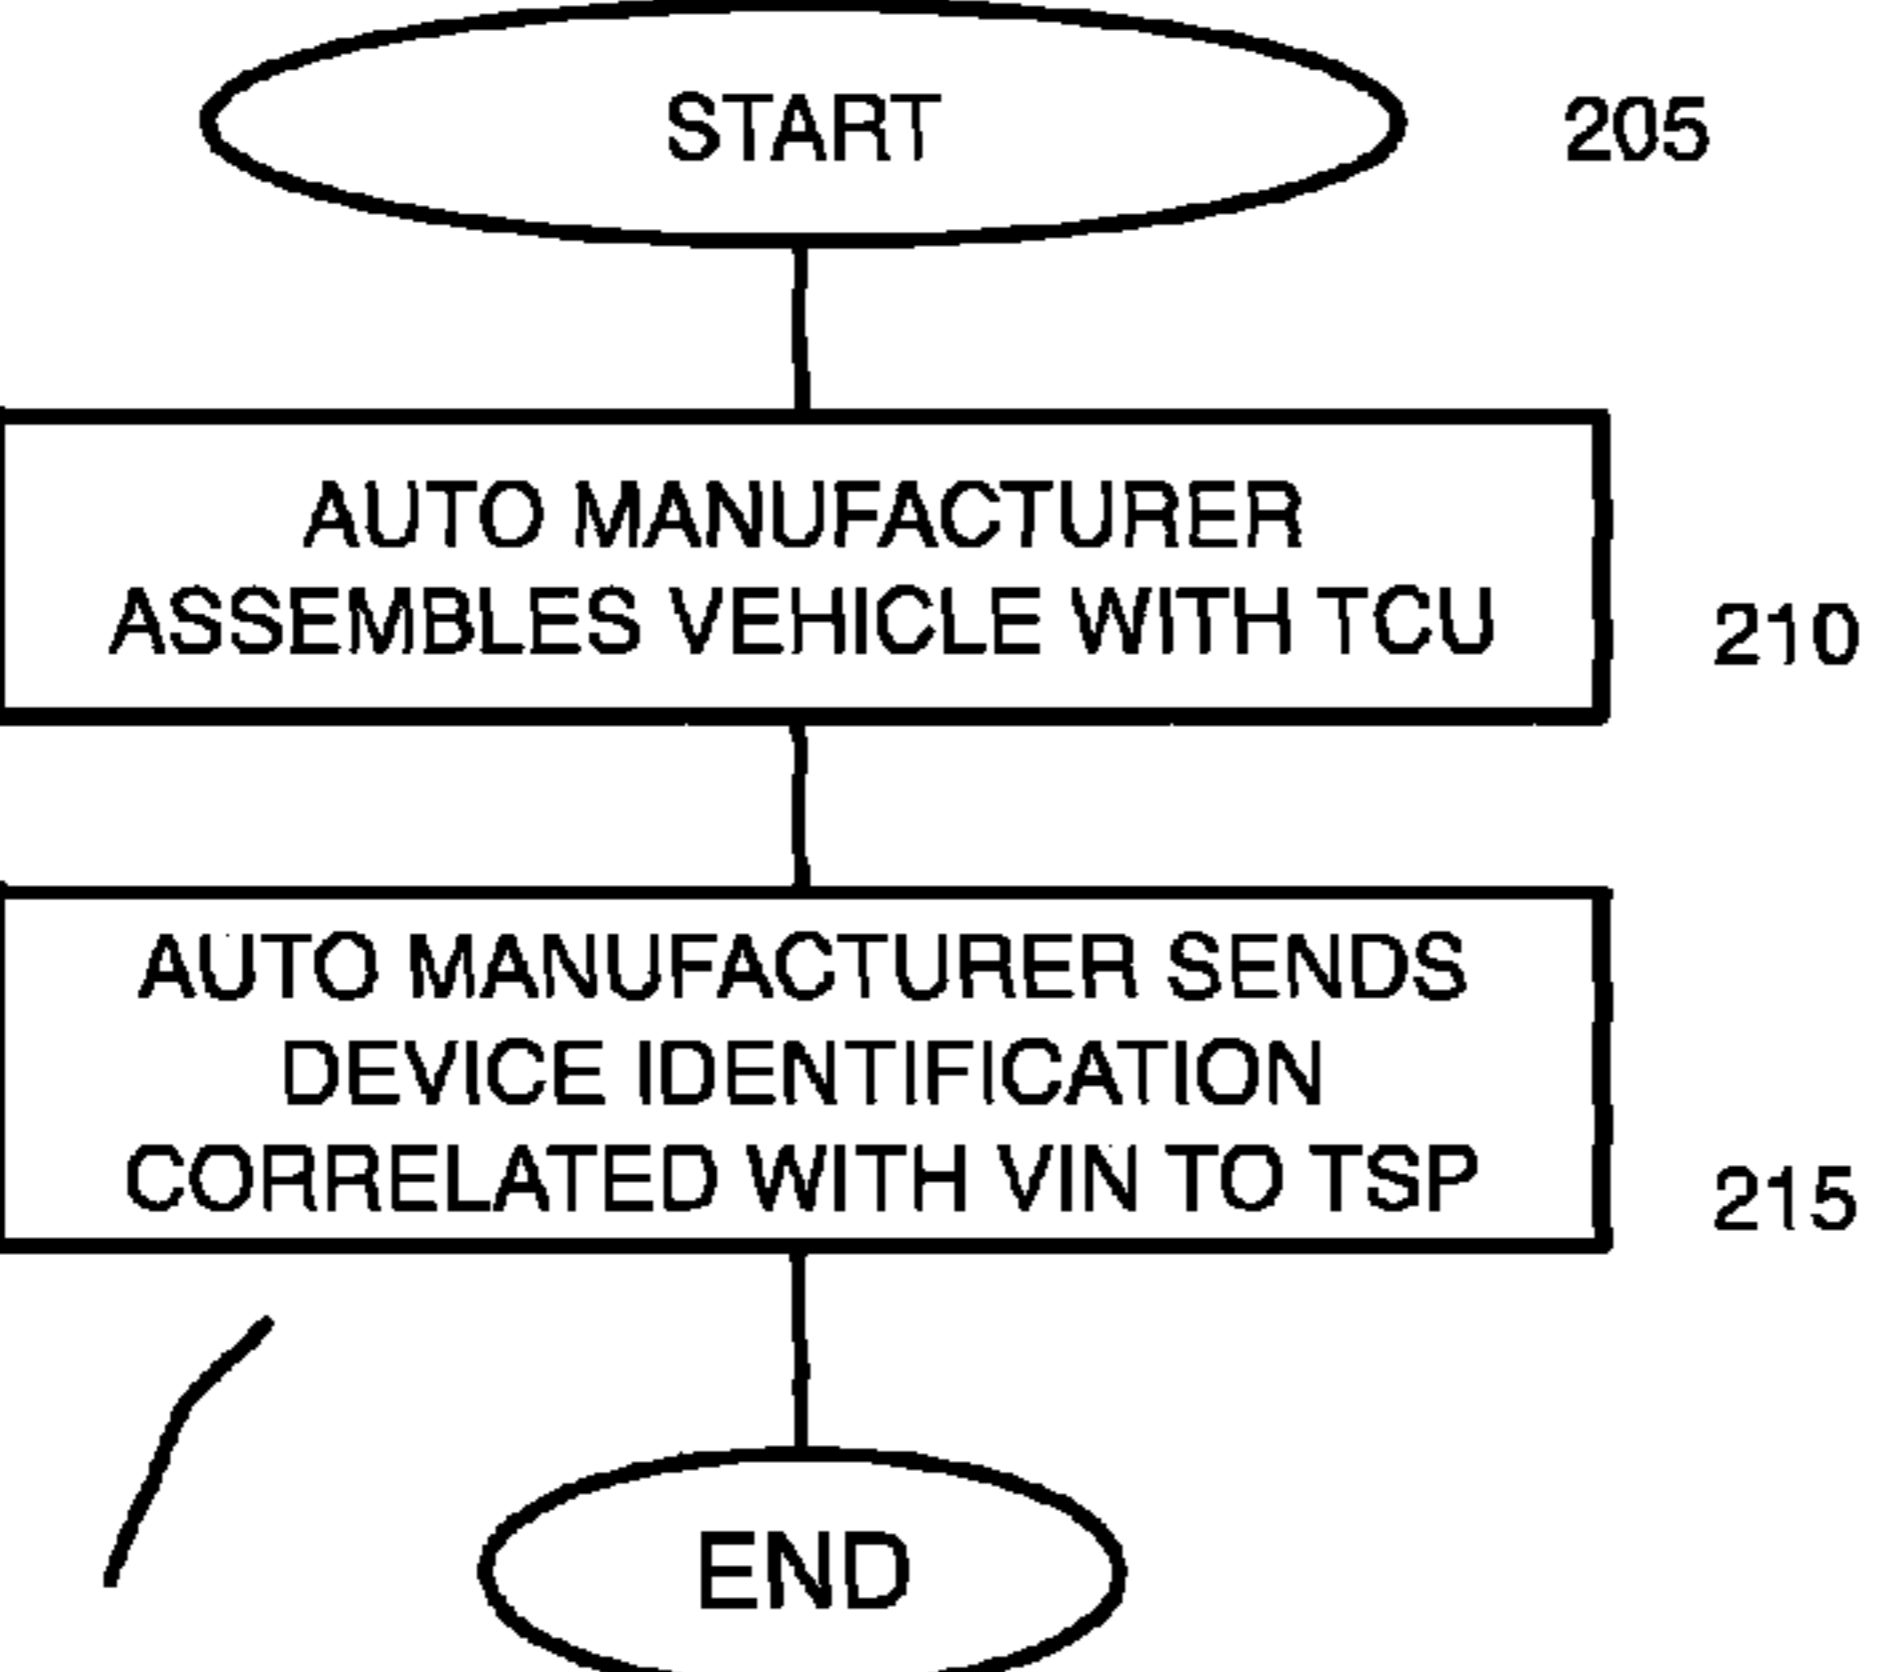 START
205
AUTO MANUFACTURER
ASSEMBLES VEHICLE WITH TCU
210
AUTO MANUFACTURER SENDS
DEVICE IDENTIFICATION
CORRELATED WITH VIN TO TSP
215
END